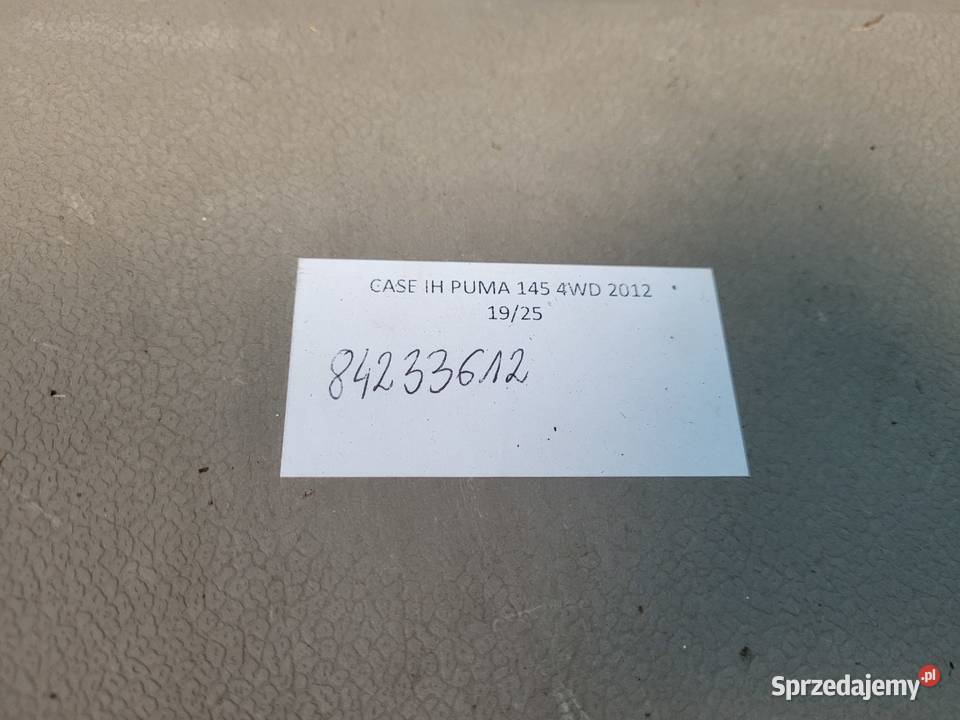 CASE IH PUMA 145 4WD 2012
19/25
84233612
Sprzedajemy.pl